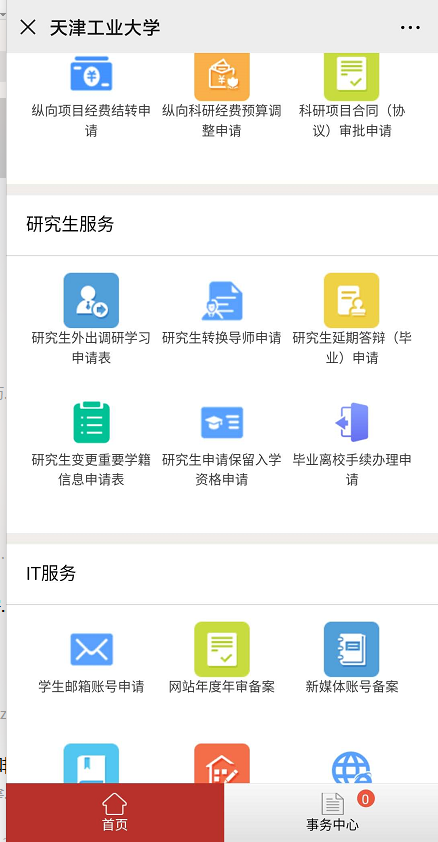 天津工业大学
纵向项目经费结转申
请
纵向科研经费预算调
整申请
科研项目合同（协
议）审批申请
研究生服务
研究生外出调研学习
申请表
研究生转换导师申请
研究生延期答辩（毕
业）申请
研究生变更重要学籍
信息申请表
研究生申请保留入学
资格申请
毕业离校手续办理申
请
IT服务
学生邮箱账号申请
网站年度年审备案
新媒体账号备案
首页
0
事务中心